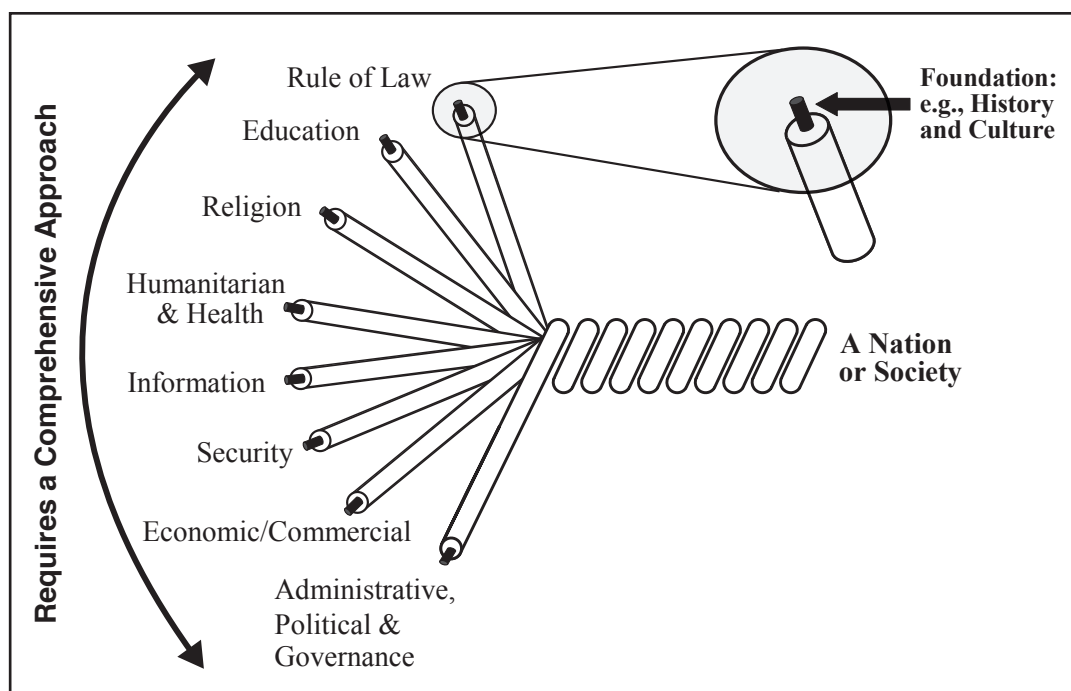 Requires a Comprehensive Approach
Rule of Law
Education
Religion
Humanitarian
& Health
Information
Security
Economic/Commercial
Administrative,
Political &
Governance
Foundation:
e.g., History
and Culture
A Nation
or Society